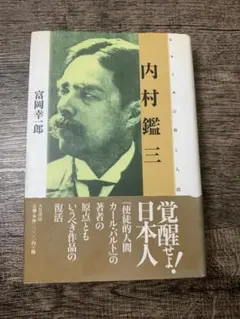 内村鑑三
富岡幸一郎
覚醒せよ!
日本人
『使徒的人間
カール・バルト』の
著者の
原点とも
いうべき作品の
復活